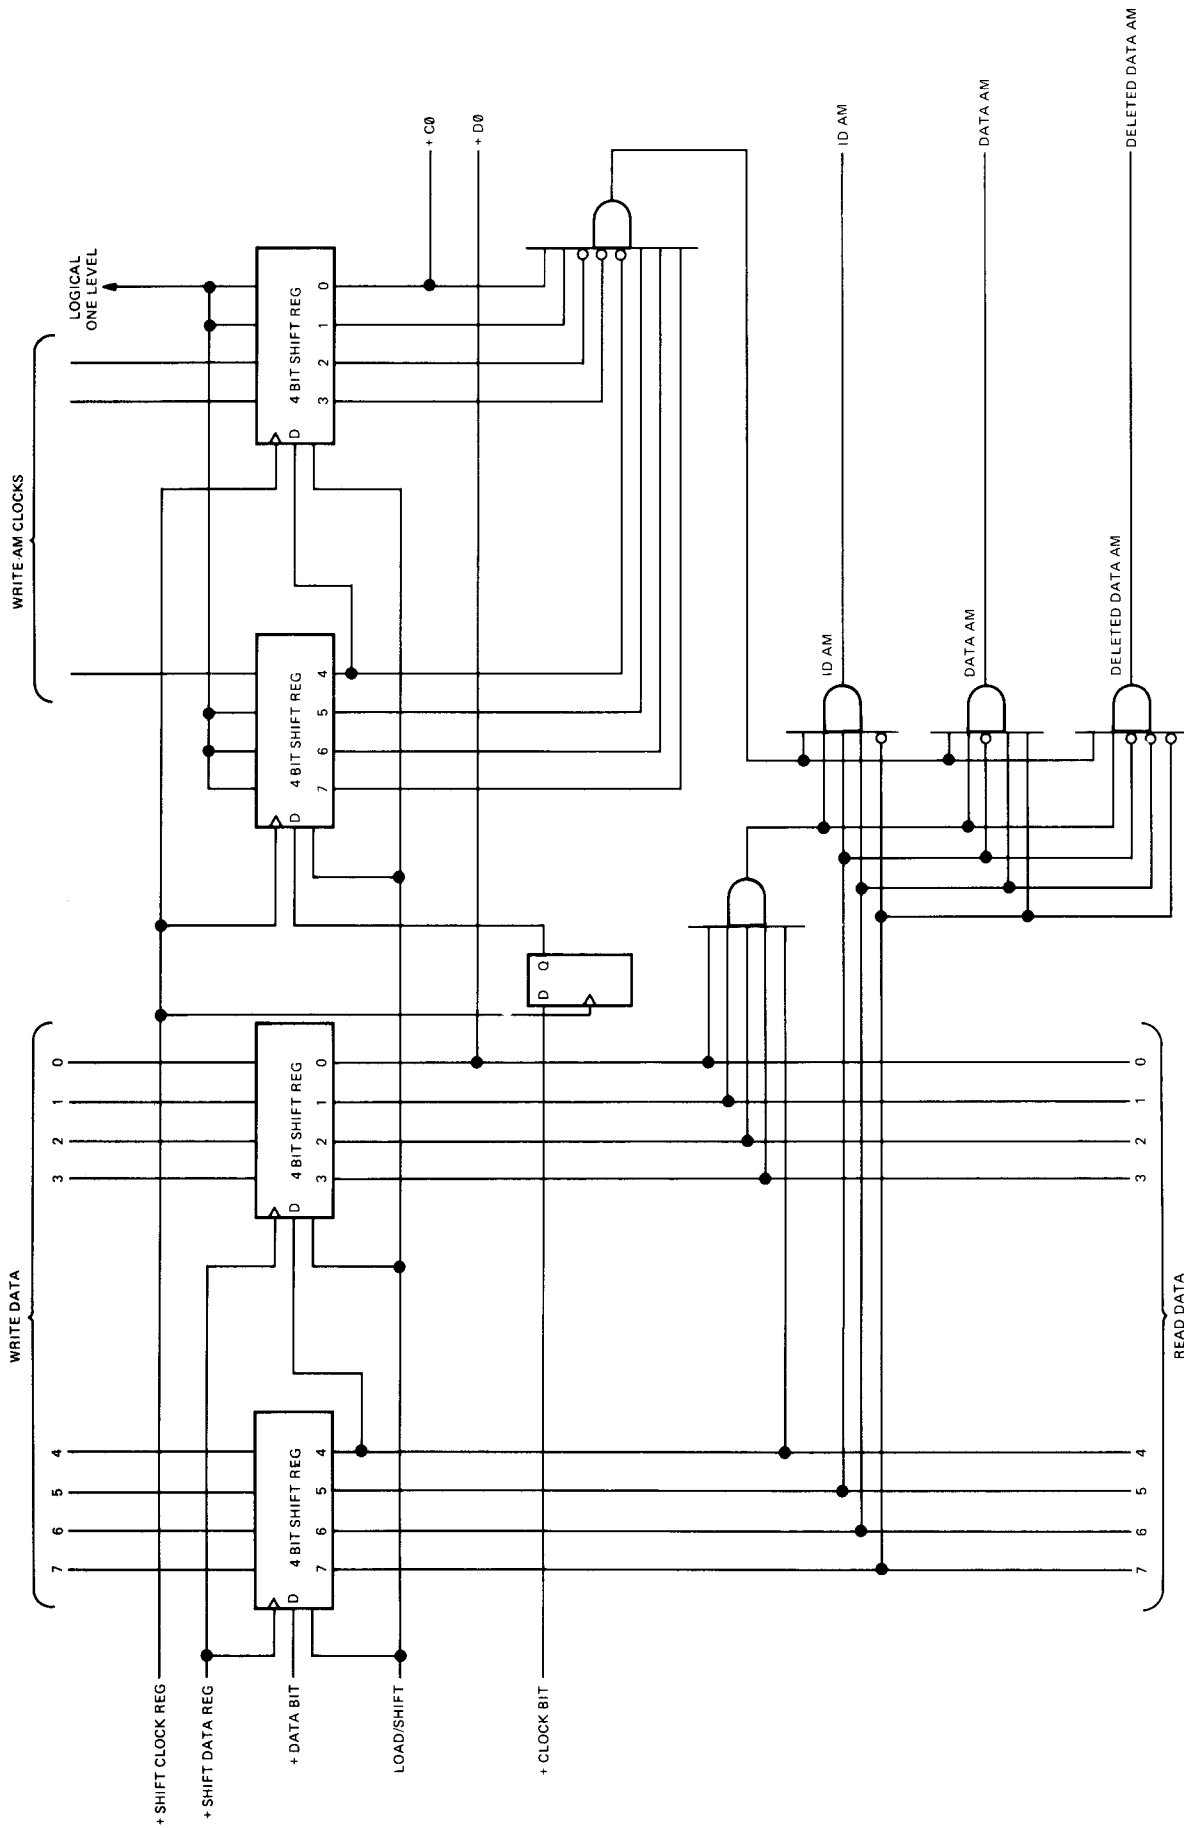 WRITE DATA
WRITE AM CLOCKS
7 6 5 4 3 2 1 0
LOGICAL
ONE LEVEL
+ SHIFT CLOCK REG
+ SHIFT DATA REG
+ DATA BIT
D
4 BIT SHIFT REG
7 6 5 4
D
4 BIT SHIFT REG
3 2 1 0
D
4 BIT SHIFT REG
7 6 5 4
D
4 BIT SHIFT REG
3 2 1 0
LOAD/SHIFT
+ CØ
+ DØ
+ CLOCK BIT
D Q
ID AM
ID AM
DATA AM
DATA AM
DELETED DATA AM
DELETED DATA AM
7 6 5 4 3 2 1 0
READ DATA